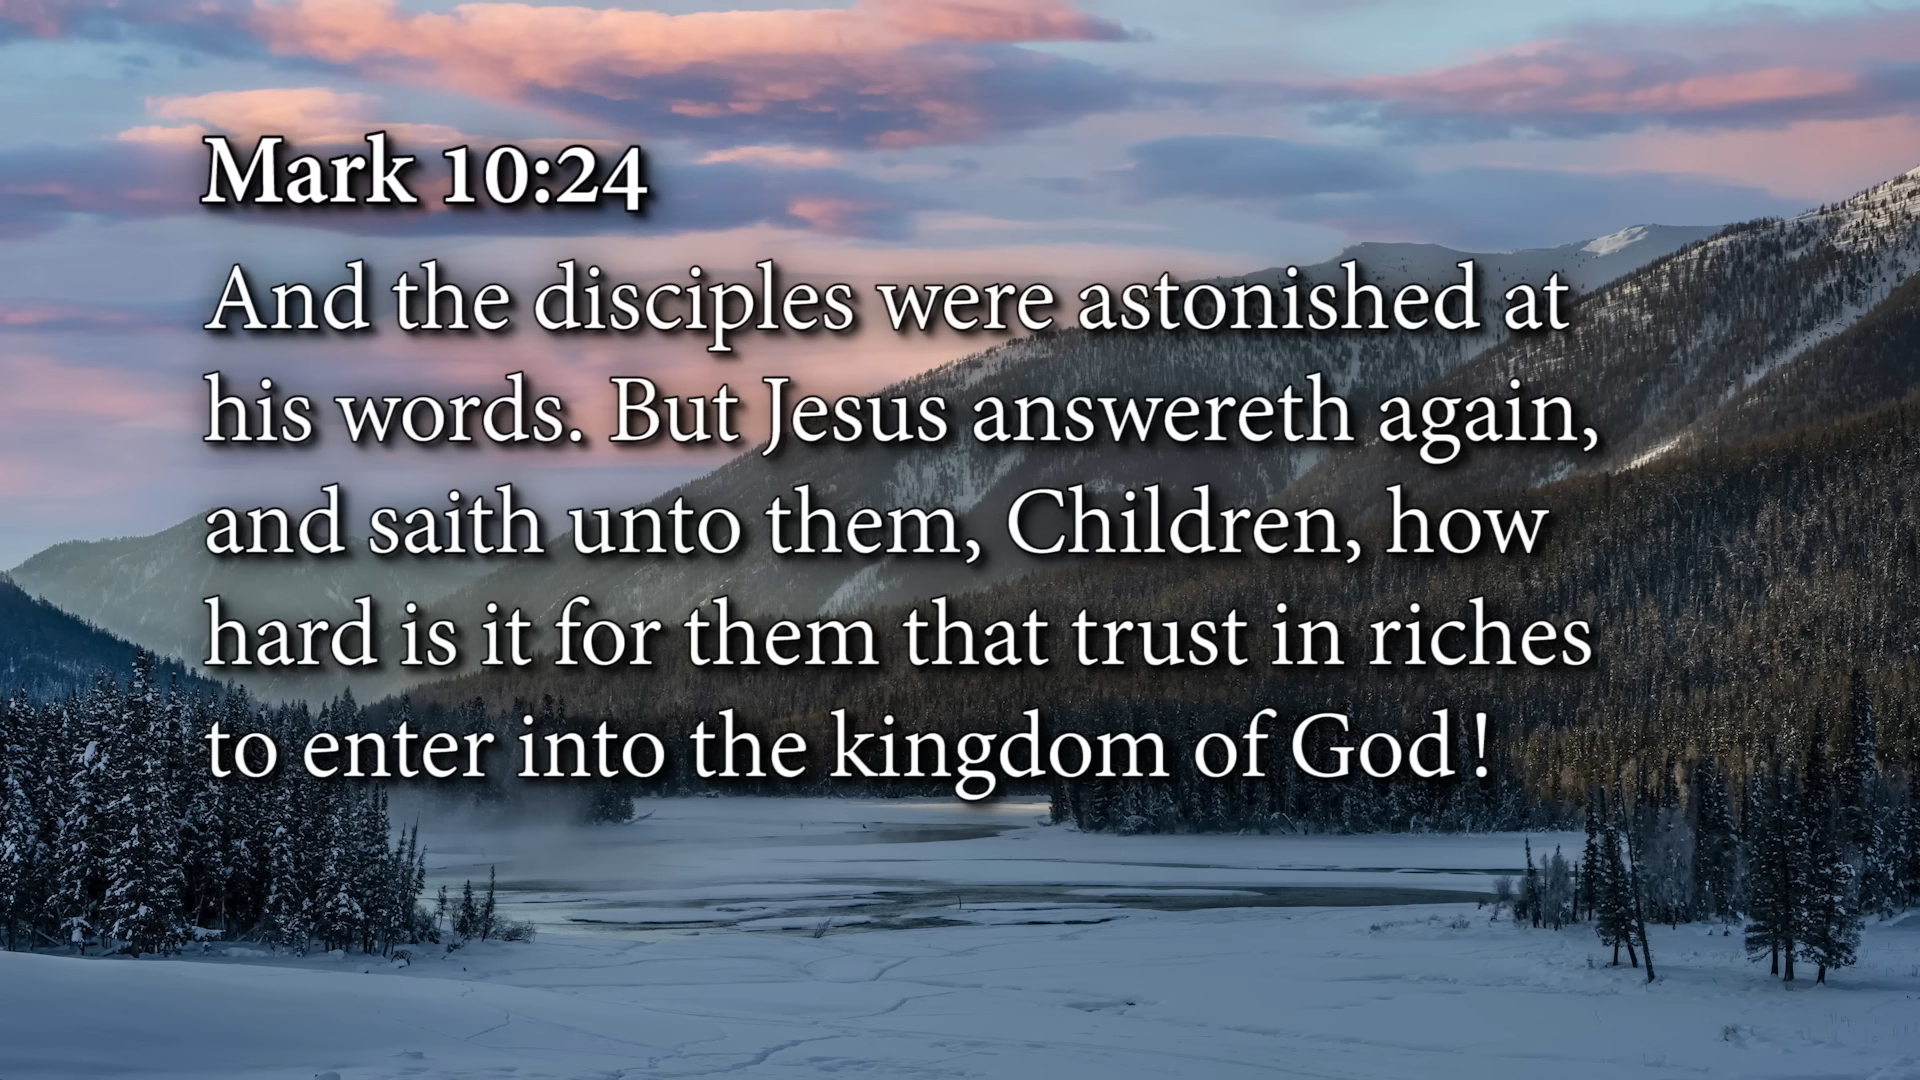 Mark 10:24
And the disciples were astonished at
his words. But Jesus answereth again,
and saith unto them, Children, how
hard is it for them that trust in riches
to enter into the kingdom of God!